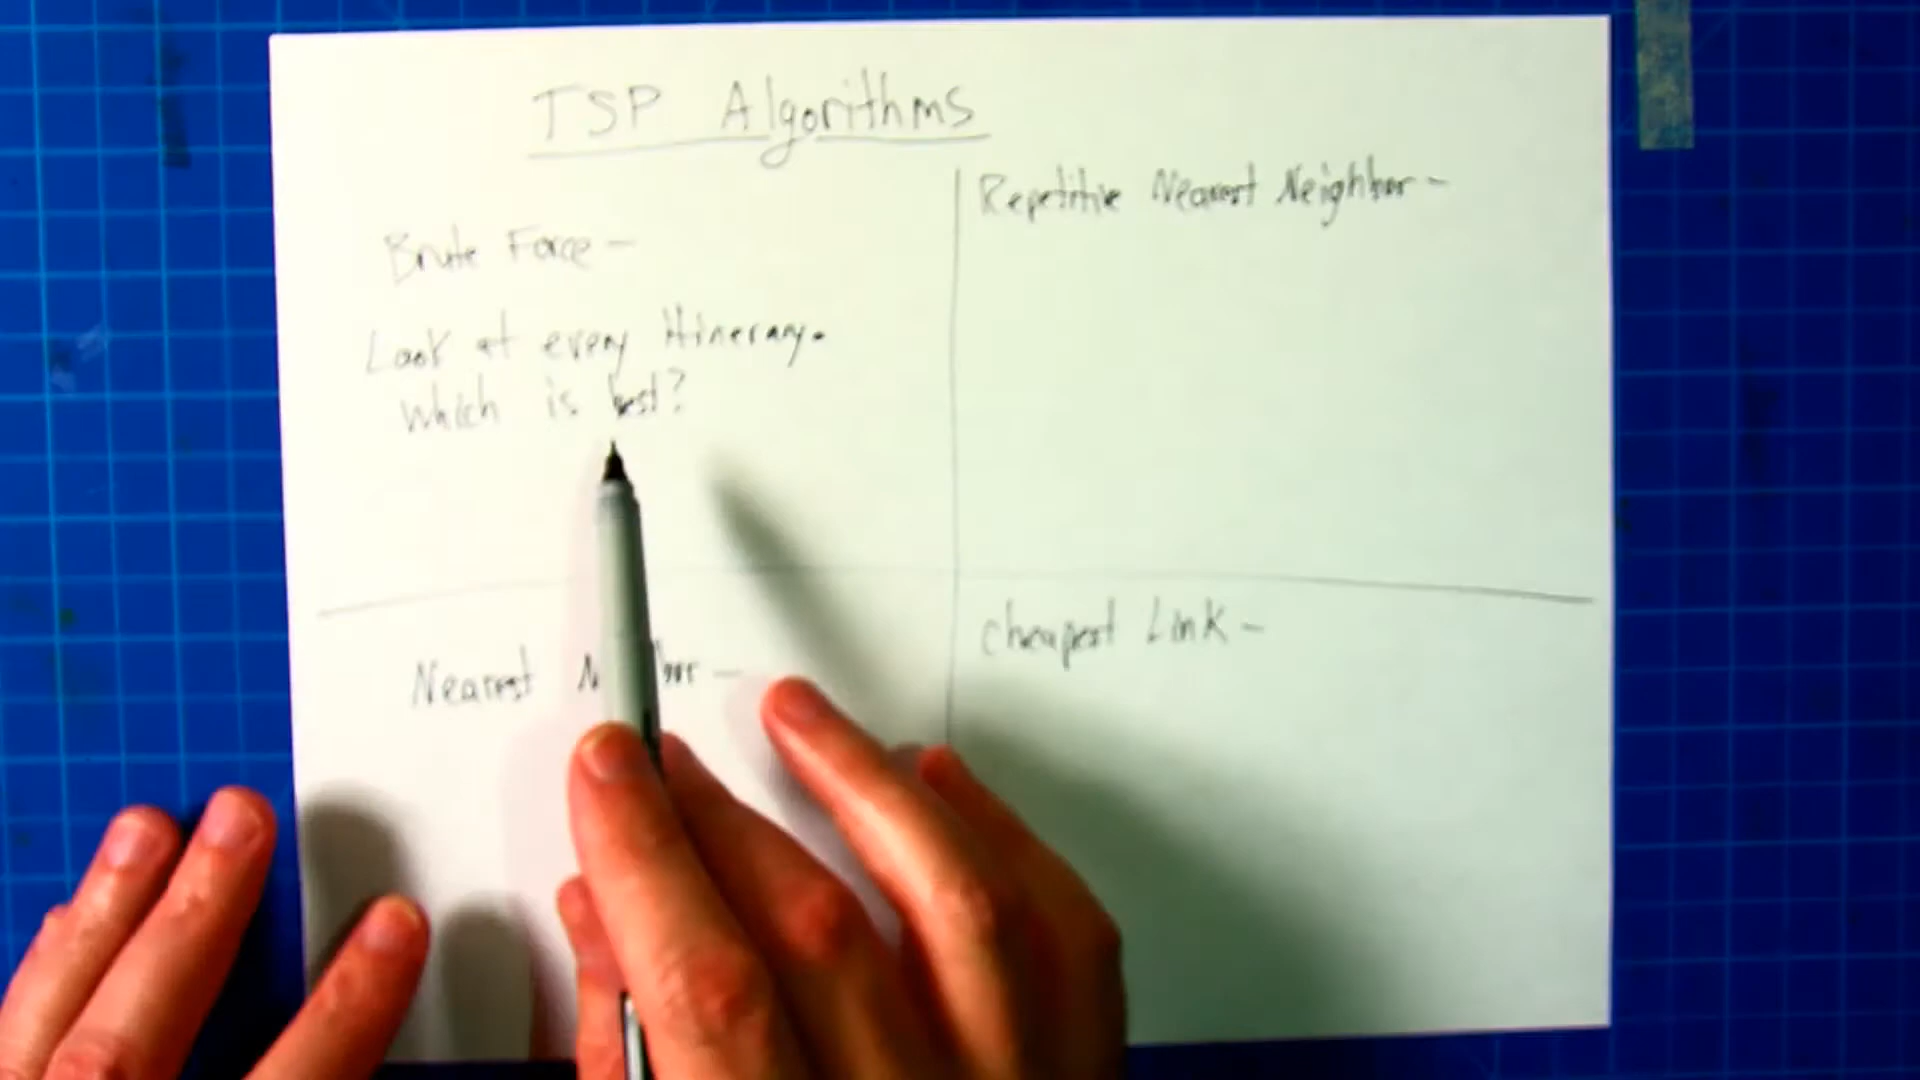 TSP Algorithms
Brute Force -
Look at every itinerary.
Which is best?
Repetitive Nearest Neighbor -
Nearest
Cheapest Link -